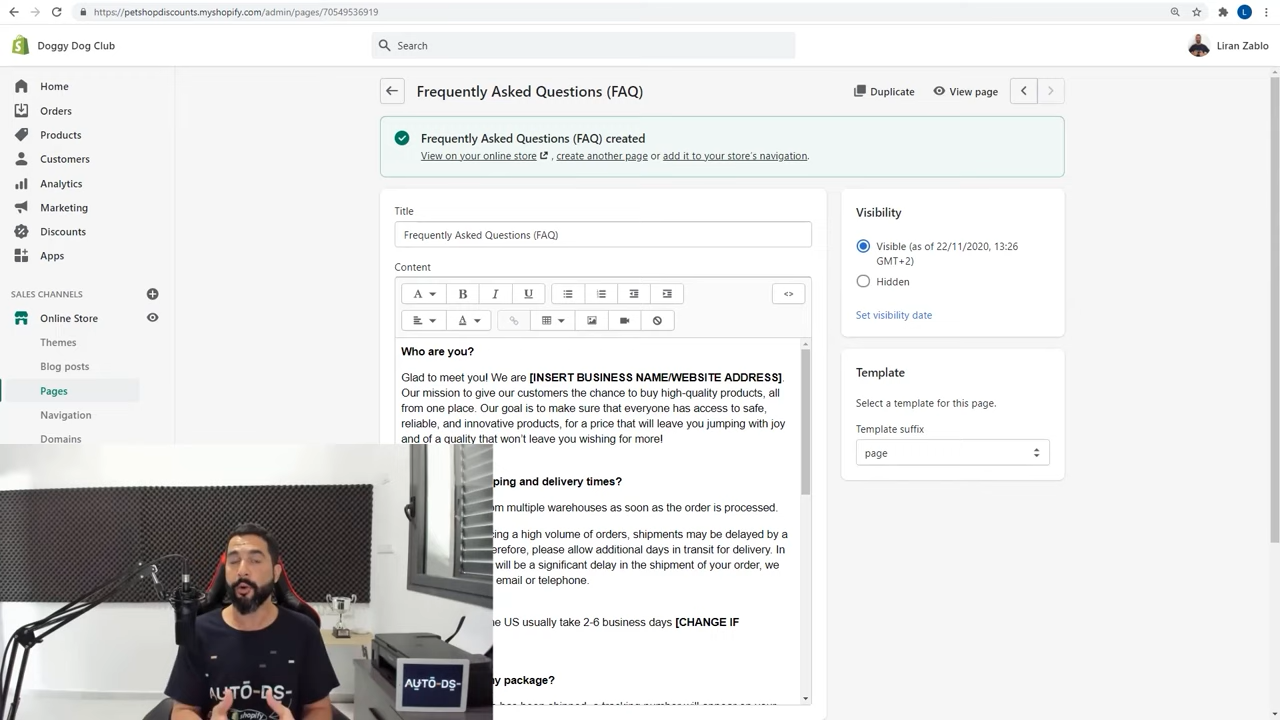 https://petshopdiscounts.myshopify.com/admin/pages/70549536919
L
Doggy Dog Club
Search
Liran Zablo
Home
Orders
Products
Customers
Analytics
Marketing
Discounts
Apps
SALES CHANNELS
Online Store
Themes
Blog posts
Pages
Navigation
Domains
Frequently Asked Questions (FAQ)
Duplicate
View page
Frequently Asked Questions (FAQ) created
View on your online store , create another page or add it to your store's navigation.
Title
Frequently Asked Questions (FAQ)
Content
A B I U <>
A
Who are you?
Glad to meet you! We are [INSERT BUSINESS NAME/WEBSITE ADDRESS].
Our mission to give our customers the chance to buy high-quality products, all
from one place. Our goal is to make sure that everyone has access to safe,
reliable, and innovative products, for a price that will leave you jumping with joy
and of a quality that won't leave you wishing for more!
ping and delivery times?
om multiple warehouses as soon as the order is processed.
ing a high volume of orders, shipments may be delayed by a
erefore, please allow additional days in transit for delivery. In
will be a significant delay in the shipment of your order, we
email or telephone.
e US usually take 2-6 business days [CHANGE IF
y package?
Visibility
Visible (as of 22/11/2020, 13:26
GMT+2)
Hidden
Set visibility date
Template
Select a template for this page.
Template suffix
page
AUTO-DS-
shopify
AUTO-DS-